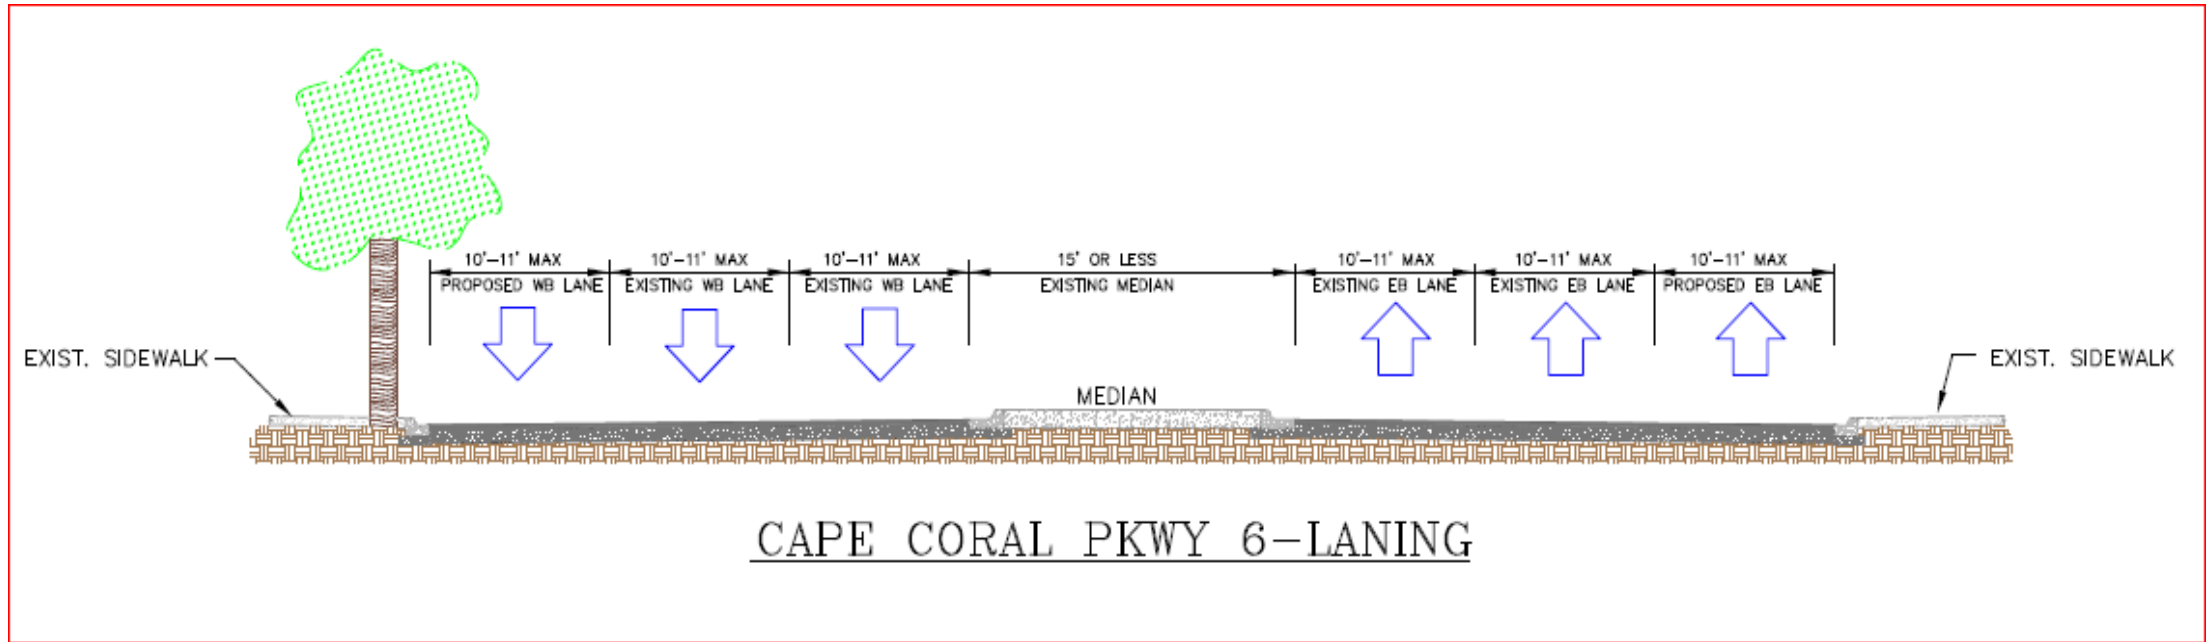 10'-11' MAX
PROPOSED WB LANE
10'-11' MAX
EXISTING WB LANE
10'-11' MAX
EXISTING WB LANE
15' OR LESS
EXISTING MEDIAN
10'-11' MAX
EXISTING EB LANE
10'-11' MAX
EXISTING EB LANE
10'-11' MAX
PROPOSED EB LANE
EXIST. SIDEWALK
MEDIAN
EXIST. SIDEWALK
CAPE CORAL PKWY 6-LANING